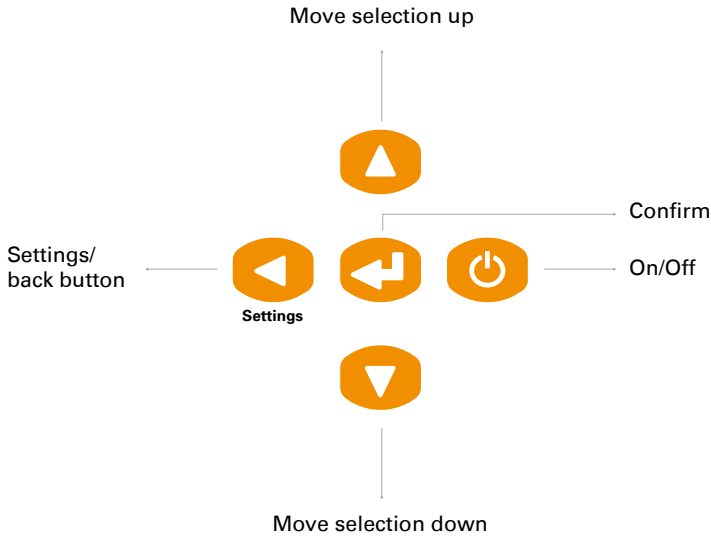 Move selection up
Confirm
Settings/
back button
On/Off
Settings
Move selection down